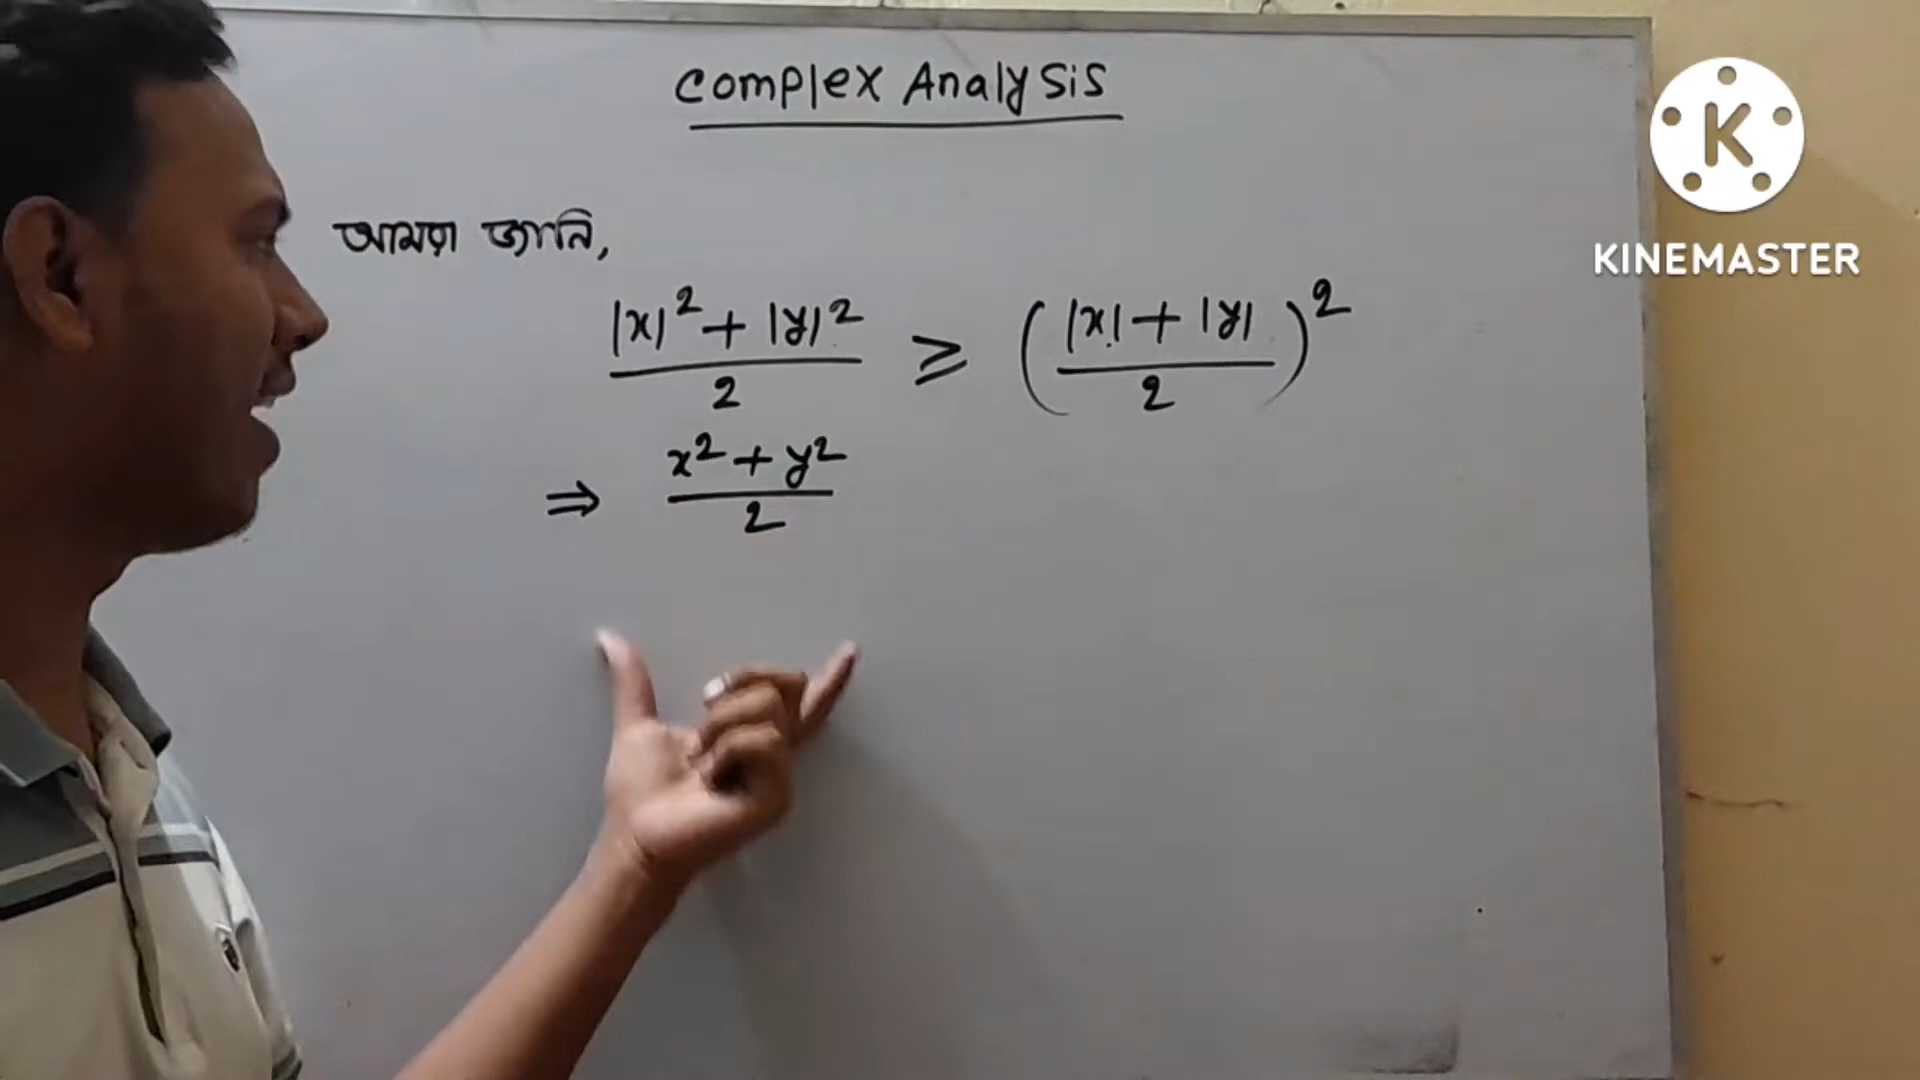 Complex Analysis
আমরা জানি,
|x|² + |y|² / 2 ≥ ( |x| + |y| / 2 )²
⇒ x² + y² / 2
K
KINEMASTER